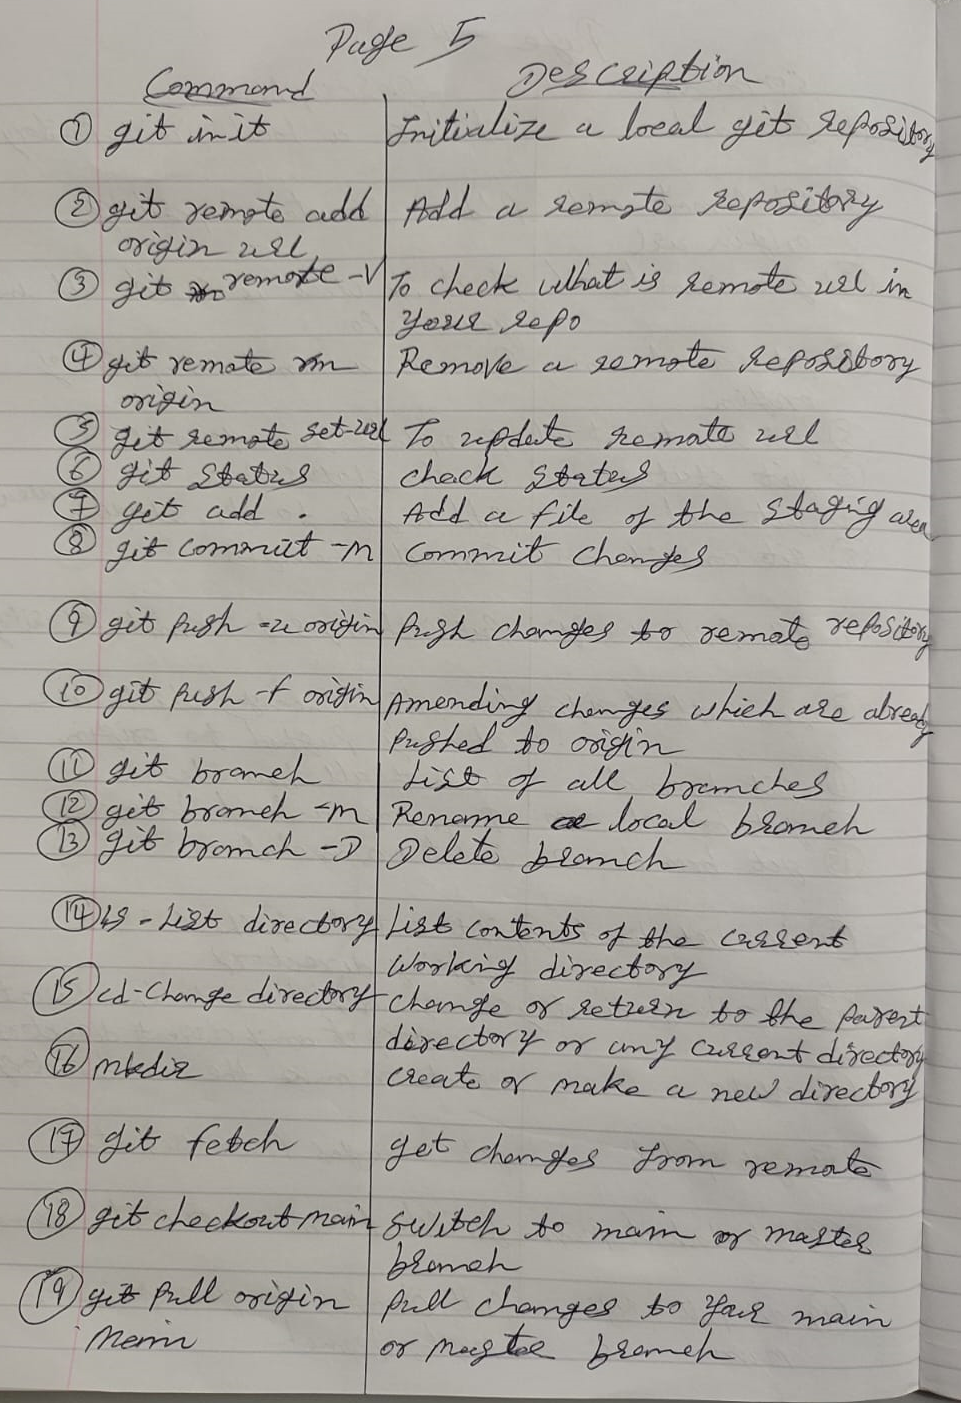 Page 5
Command Description
① git init Initialize a local git repository
② git remote add Add a remote repository
origin url
③ git remote -v To check what is remote url in
your repo
④ git remote rm Remove a remote repository
origin
⑤ git remote set-url To update remote url
⑥ git status check status
⑦ git add . Add a file of the staging area
⑧ git commit -m commit changes
⑨ git push -u origin Push changes to remote repository
⑩ git push -f origin Amending changes which are already
pushed to origin
⑪ git branch List of all branches
⑫ git branch -m Rename a local branch
⑬ git branch -D Delete branch
⑭ ls - List directory List contents of the current
working directory
⑮ cd - Change directory change or return to the parent
directory or any current directory
⑯ mkdir create or make a new directory
⑰ git fetch get changes from remote
⑱ git checkout main switch to main or master
branch
⑲ git pull origin pull changes to your main
main or master branch